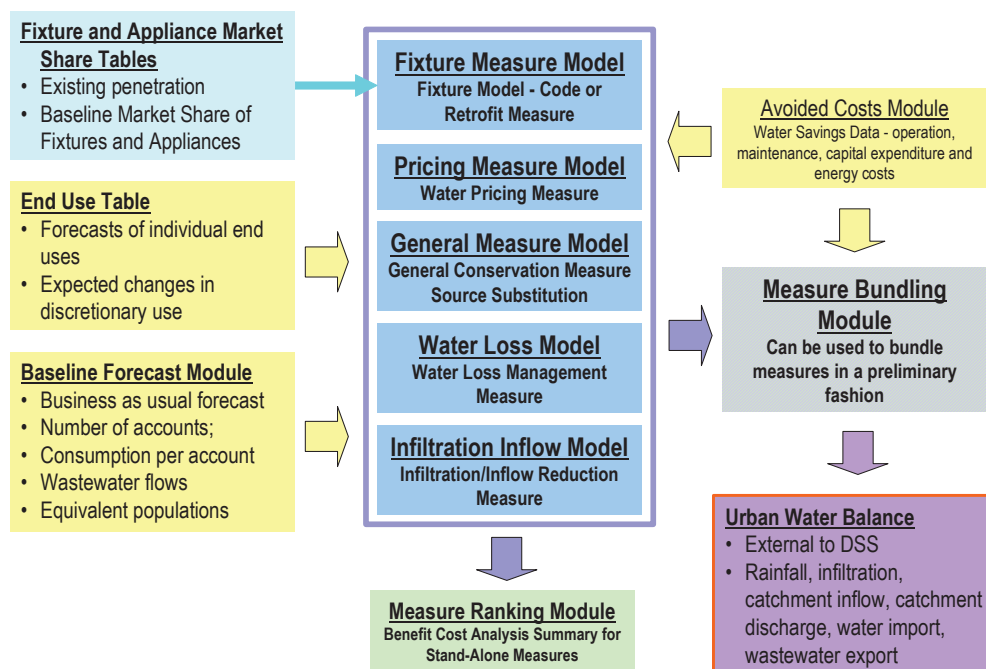 Fixture and Appliance Market
Share Tables
• Existing penetration
• Baseline Market Share of
Fixtures and Appliances
End Use Table
• Forecasts of individual end
uses
• Expected changes in
discretionary use
Baseline Forecast Module
• Business as usual forecast
• Number of accounts;
• Consumption per account
• Wastewater flows
• Equivalent populations
Fixture Measure Model
Fixture Model - Code or
Retrofit Measure
Pricing Measure Model
Water Pricing Measure
General Measure Model
General Conservation Measure
Source Substitution
Water Loss Model
Water Loss Management
Measure
Infiltration Inflow Model
Infiltration/Inflow Reduction
Measure
Measure Ranking Module
Benefit Cost Analysis Summary for
Stand-Alone Measures
Avoided Costs Module
Water Savings Data - operation,
maintenance, capital expenditure and
energy costs
Measure Bundling
Module
Can be used to bundle
measures in a preliminary
fashion
Urban Water Balance
• External to DSS
• Rainfall, infiltration,
catchment inflow, catchment
discharge, water import,
wastewater export